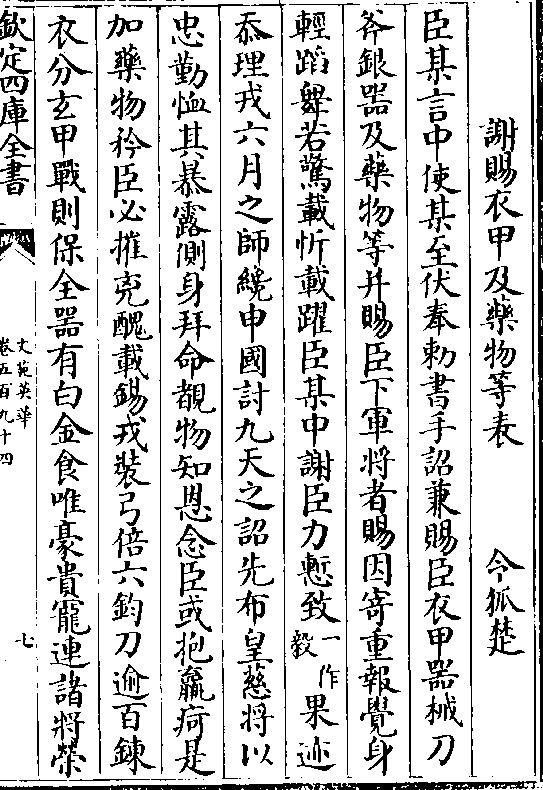 謝賜衣甲及藥物等表 令狐楚
臣某言中使某至伏奉勅書手詔兼賜臣衣甲器械刀
斧銀器及藥物等并賜臣下軍將者賜因寄重報覺身
輕蹈舞若驚載忻載躍臣某中謝臣力慙致一作毅果迹
忝理戎六月之師纔申國討九天之詔先布皇慈將以
忠勤恤其暴露側身拜命覩物知恩念臣或抱羸疴是
加藥物矜臣必摧兇醜載錫戎裝弓倍六鈞刀逾百鍊
衣分玄甲戰則保全器有白金食唯豪貴寵連諸將榮
欽定四庫全書
文苑英華
卷五百九十四
七